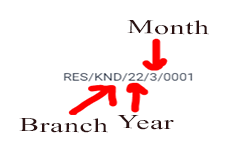 Month
RES/KND/22/3/0001
Branch Year